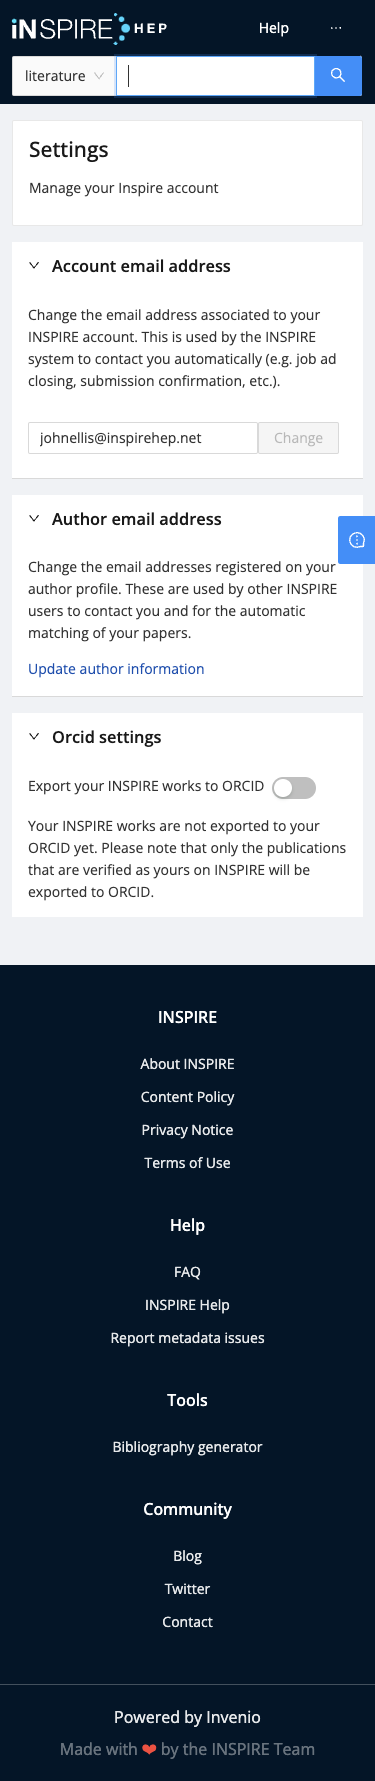 INSPIRE HEP
Help
···
literature
Settings
Manage your Inspire account
Account email address
Change the email address associated to your
INSPIRE account. This is used by the INSPIRE
system to contact you automatically (e.g. job ad
closing, submission confirmation, etc.).
johnellis@inspirehep.net
Change
Author email address
Change the email addresses registered on your
author profile. These are used by other INSPIRE
users to contact you and for the automatic
matching of your papers.
Update author information
Orcid settings
Export your INSPIRE works to ORCID
Your INSPIRE works are not exported to your
ORCID yet. Please note that only the publications
that are verified as yours on INSPIRE will be
exported to ORCID.
INSPIRE
About INSPIRE
Content Policy
Privacy Notice
Terms of Use
Help
FAQ
INSPIRE Help
Report metadata issues
Tools
Bibliography generator
Community
Blog
Twitter
Contact
Powered by Invenio
Made with ❤ by the INSPIRE Team